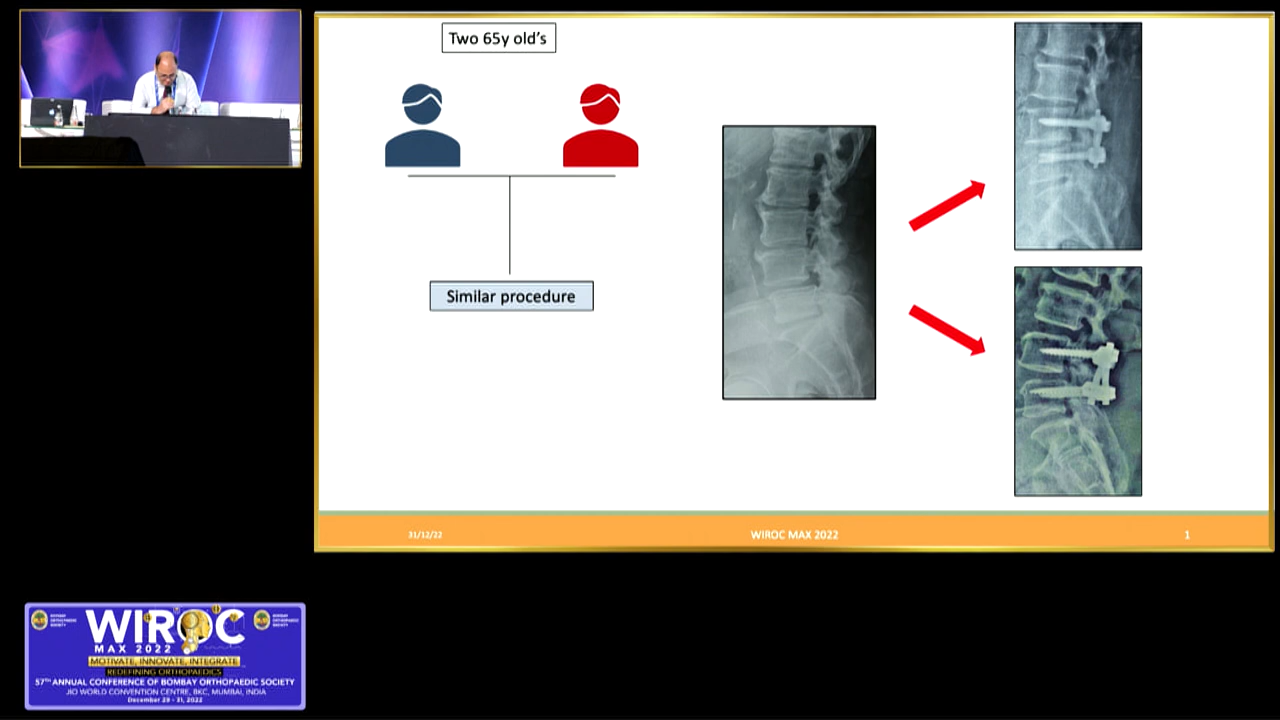 Two 65y old's
Similar procedure
31/12/22
WIROC MAX 2022
1
WIROC
MAX 2022
MOTIVATE, INNOVATE, INTEGRATE
REDEFINING ORTHOPAEDICS
57TH ANNUAL CONFERENCE OF BOMBAY ORTHOPAEDIC SOCIETY
JIO WORLD CONVENTION CENTRE, BKC, MUMBAI, INDIA
December 29 - 31, 2022